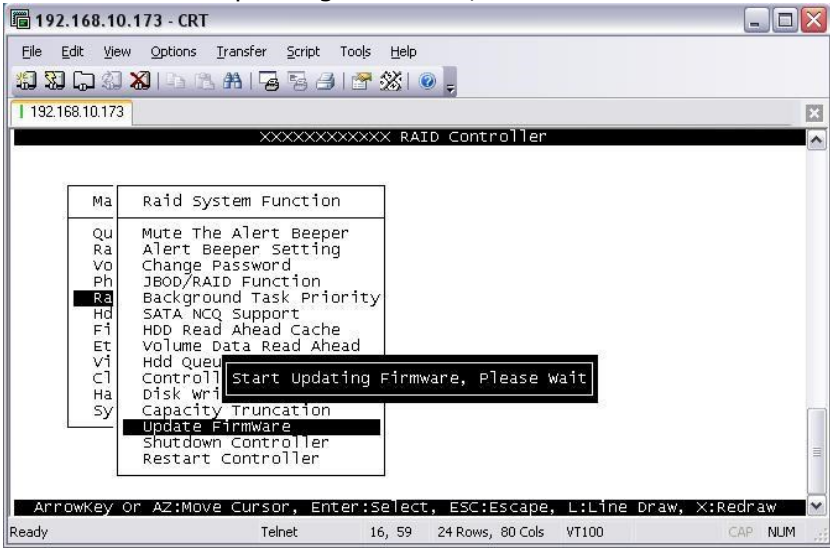 192.168.10.173 - CRT
File Edit View Options Transfer Script Tools Help
192.168.10.173
XXXXXXXXXXXX RAID Controller
Ma
Raid System Function
Qu
Mute The Alert Beeper
Ra
Alert Beeper Setting
Vo
Change Password
Ph
JBOD/RAID Function
Ra
Background Task Priority
Hd
SATA NCQ Support
Fi
HDD Read Ahead Cache
Et
Volume Data Read Ahead
Vi
Hdd Queu
Cl
Controll
Start Updating Firmware, Please Wait
Ha
Disk Wri
Sy
Capacity Truncation
Update Firmware
Shutdown Controller
Restart Controller
ArrowKey Or AZ:Move Cursor, Enter:Select, ESC:Escape, L:Line Draw, X:Redraw
Ready Telnet 16, 59 24 Rows, 80 Cols VT100 CAP NUM